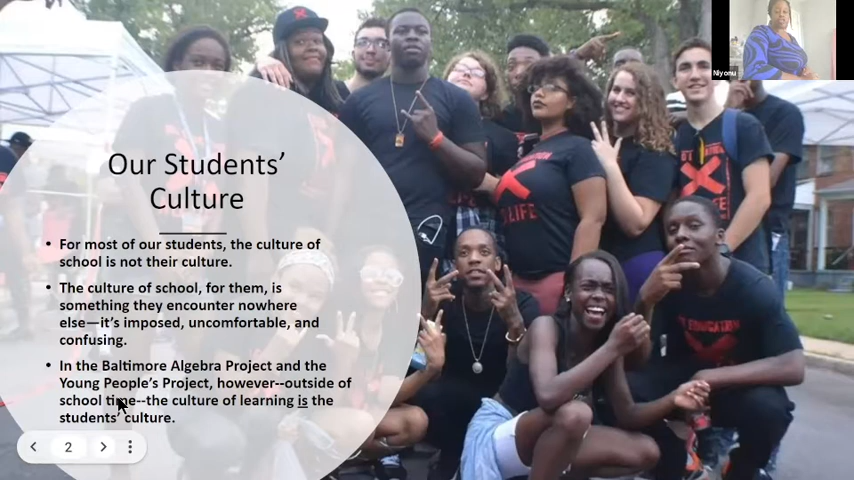 Niyonu
Our Students’
Culture
• For most of our students, the culture of
school is not their culture.
• The culture of school, for them, is
something they encounter nowhere
else—it’s imposed, uncomfortable, and
confusing.
• In the Baltimore Algebra Project and the
Young People’s Project, however--outside of
school time--the culture of learning is the
students’ culture.
2
EDUCATION
LIFE
EDUCATION